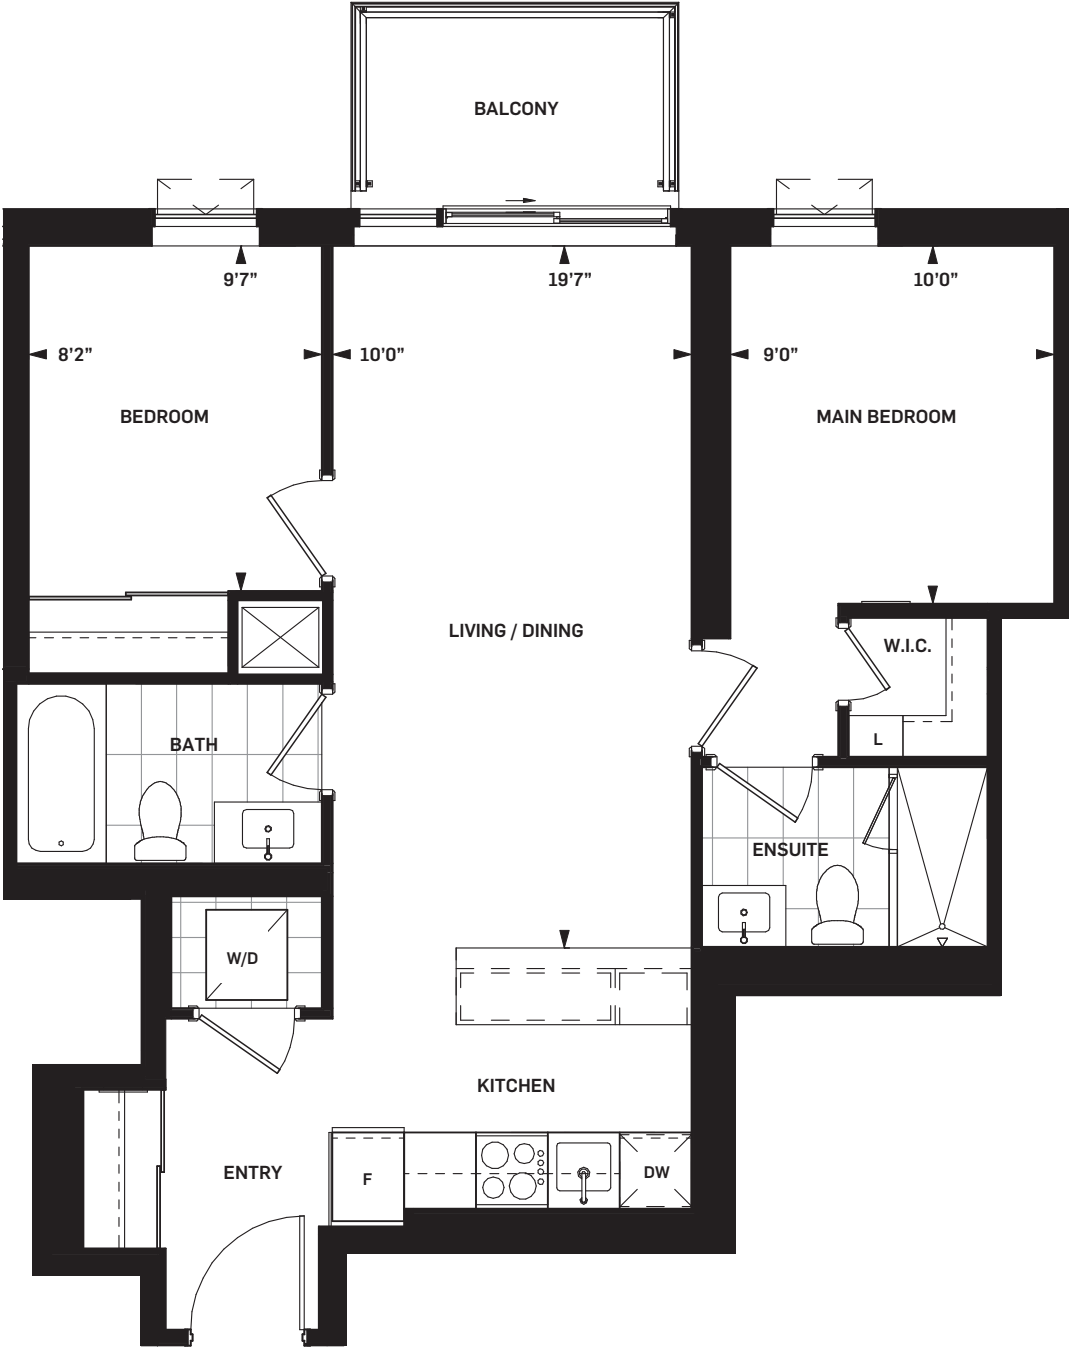 BALCONY
9'7”
19'7”
10'0”
8'2”
10'0”
9'0”
BEDROOM
MAIN BEDROOM
LIVING / DINING
W.I.C.
L
BATH
ENSUITE
W/D
KITCHEN
ENTRY
F
DW